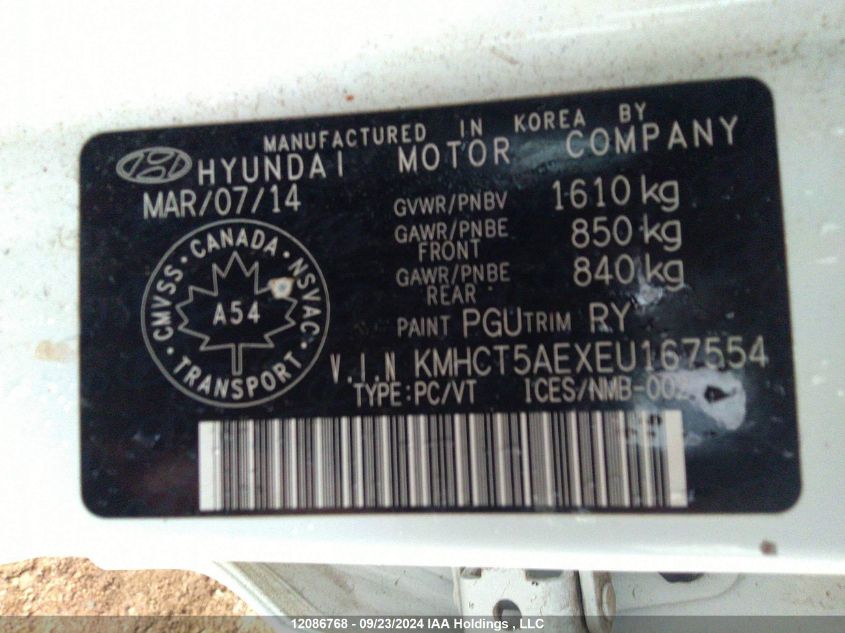 MANUFACTURED IN KOREA BY
HYUNDAI MOTOR COMPANY
MAR/07/14
GVWR/PNBV 1610 kg
GAWR/PNBE FRONT 850 kg
GAWR/PNBE REAR 840 kg
CMVSS · CANADA · NSVAC · TRANSPORT ·
A54
PAINT PGU TRIM RY
V.I.N KMHCT5AEXEU167554
TYPE:PC/VT ICES/NMB-002
12086768 - 09/23/2024 IAA Holdings , LLC